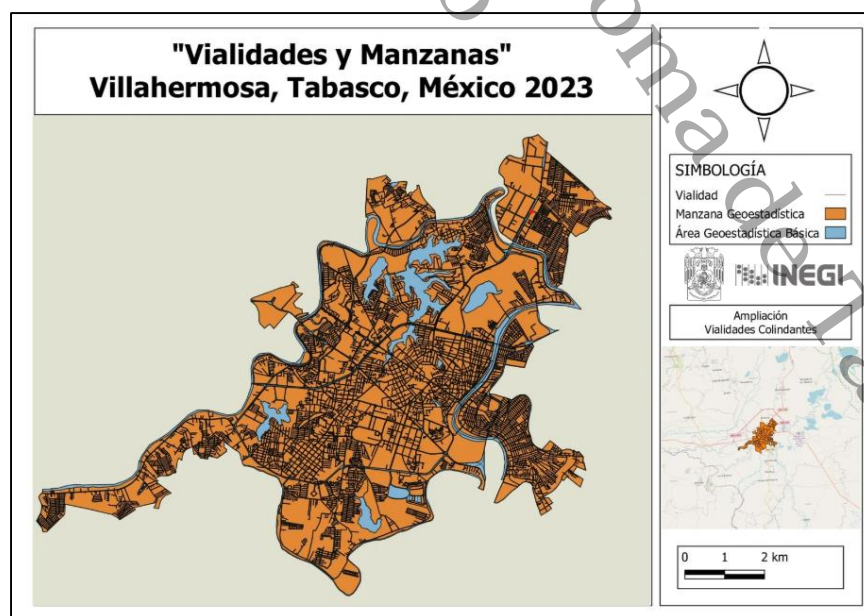 "Vialidades y Manzanas"
Villahermosa, Tabasco, México 2023
SIMBOLOGÍA
Vialidad
Manzana Geoestadística
Área Geoestadística Básica
INEGI
Ampliación
Vialidades Colindantes
0 1 2 km